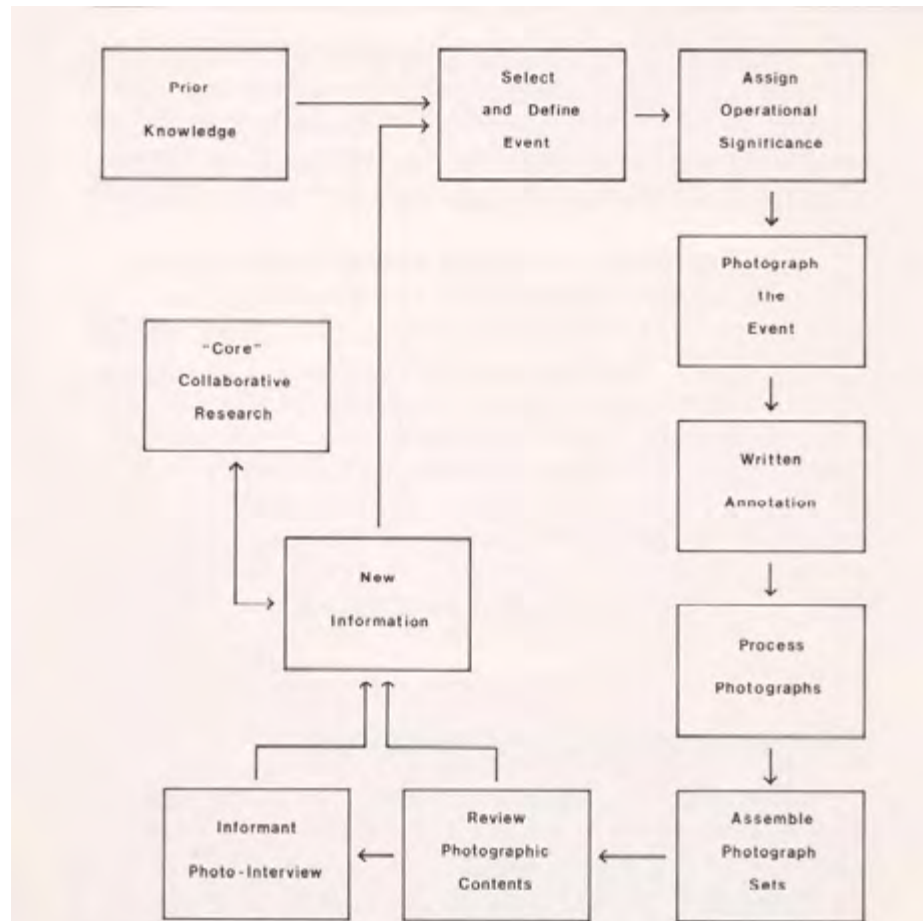 Prior
Knowledge
Select
and Define
Event
Assign
Operational
Significance
Photograph
the
Event
"Core"
Collaborative
Research
Written
Annotation
New
Information
Process
Photographs
Informant
Photo-Interview
Review
Photographic
Contents
Assemble
Photograph
Sets